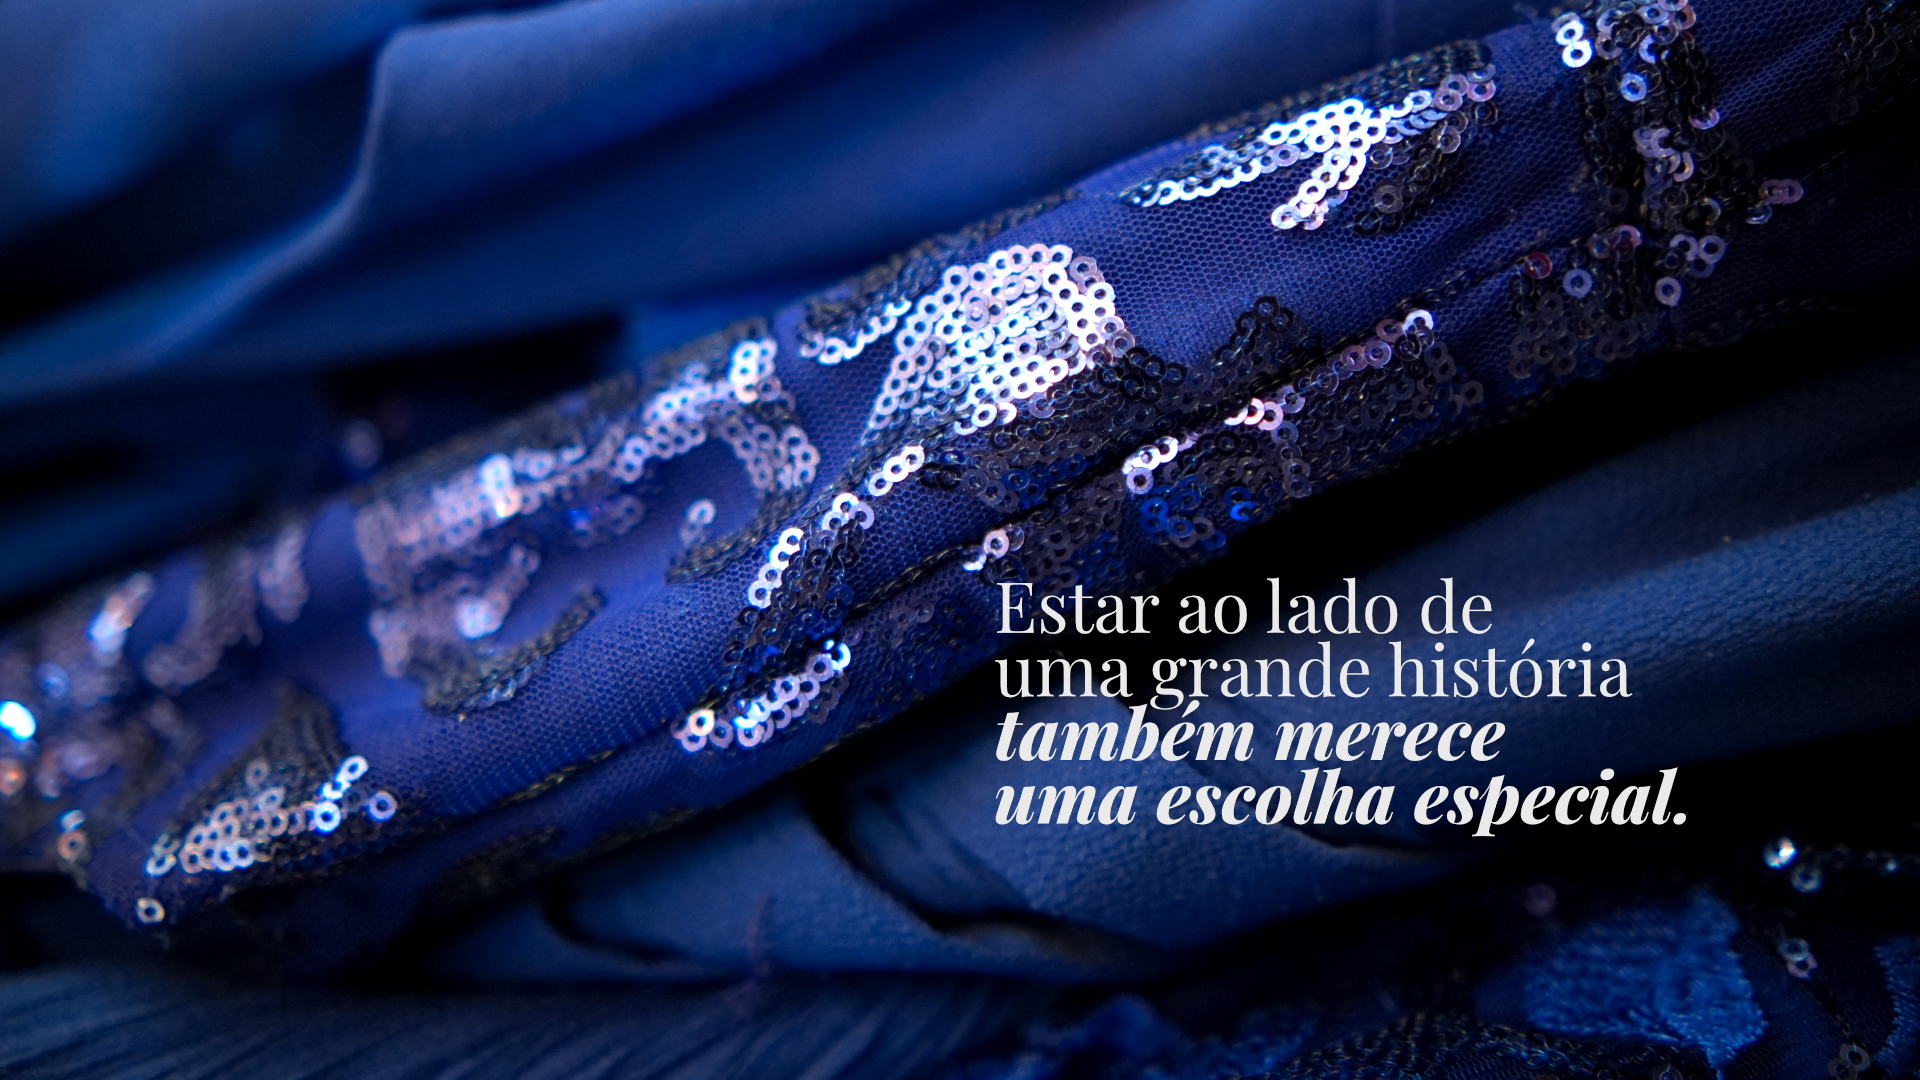 Estar ao lado de
uma grande história
também merece
uma escolha especial.